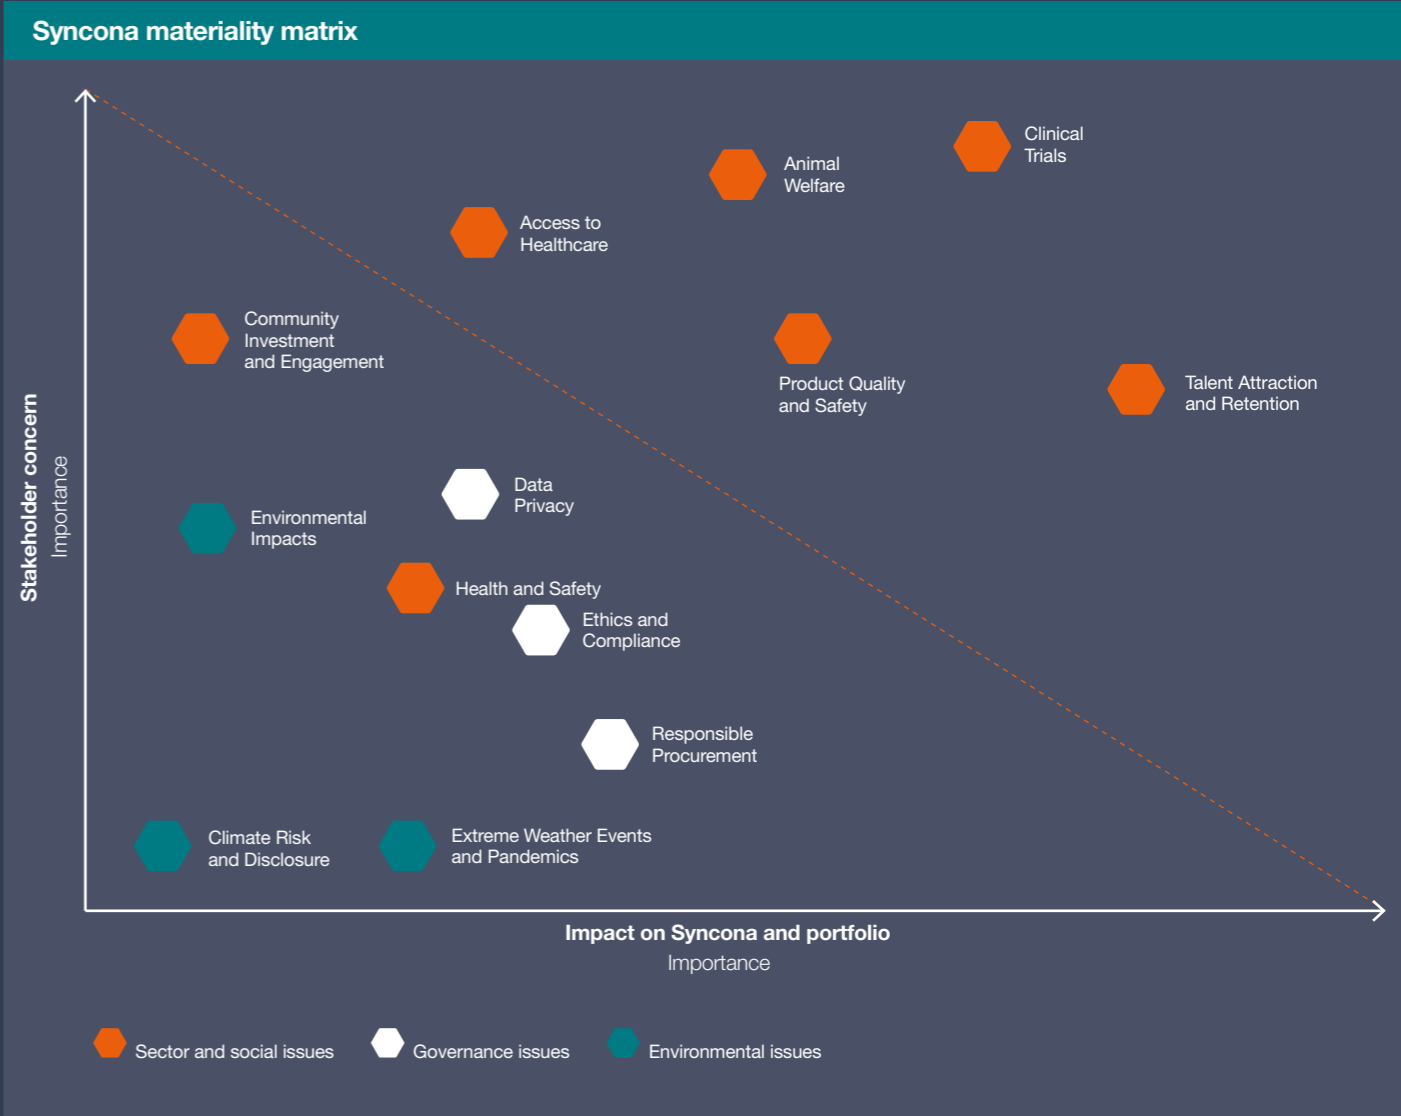 Syncona materiality matrix
Clinical
Trials
Animal
Welfare
Access to
Healthcare
Community
Investment
and Engagement
Product Quality
and Safety
Talent Attraction
and Retention
Stakeholder concern
Importance
Data
Privacy
Environmental
Impacts
Health and Safety
Ethics and
Compliance
Responsible
Procurement
Climate Risk
and Disclosure
Extreme Weather Events
and Pandemics
Impact on Syncona and portfolio
Importance
Sector and social issues
Governance issues
Environmental issues